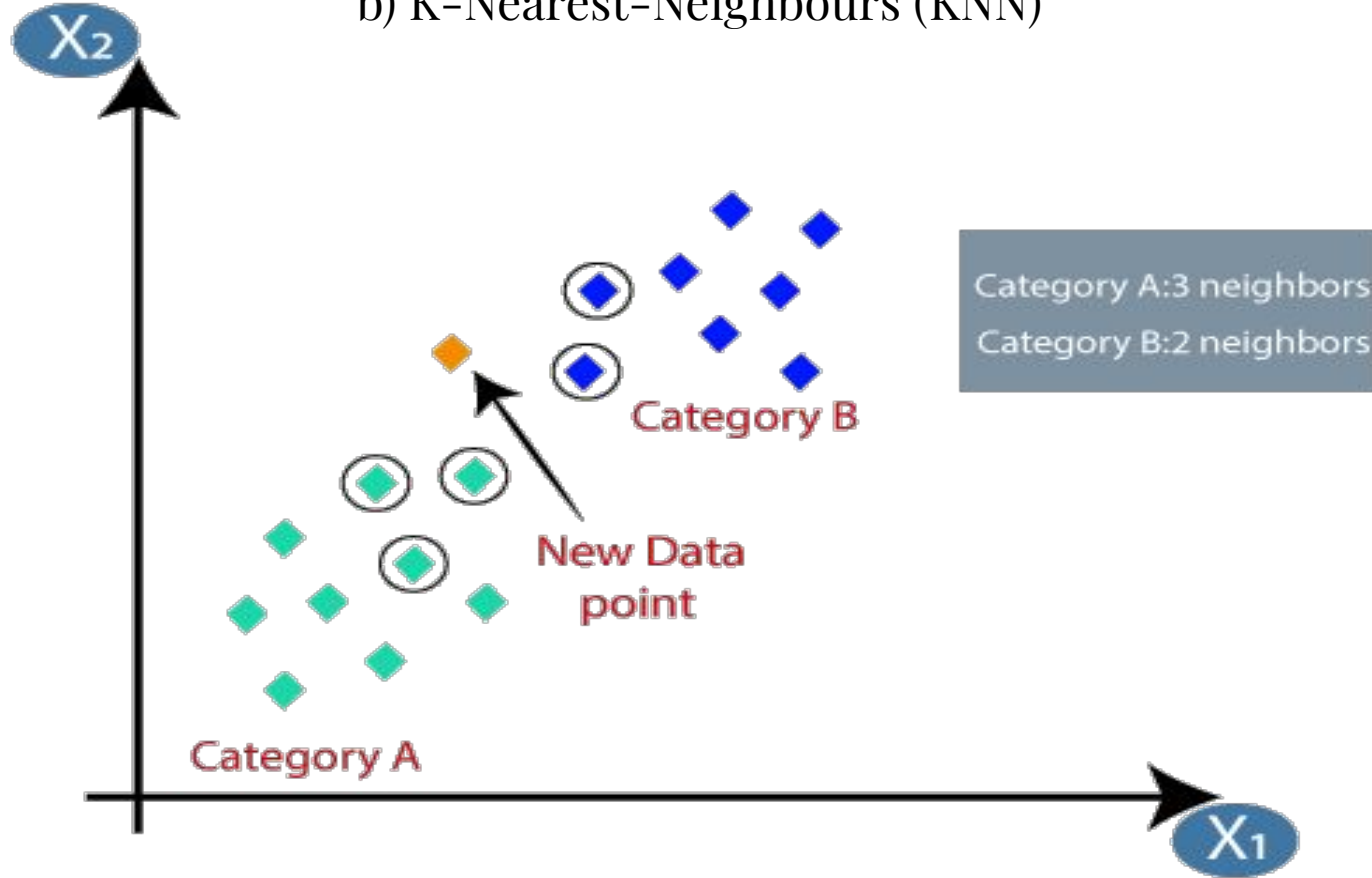 b) K-Nearest-Neighbours (KNN)
X₂
Category A:3 neighbors
Category B:2 neighbors
Category B
New Data
point
Category A
X₁